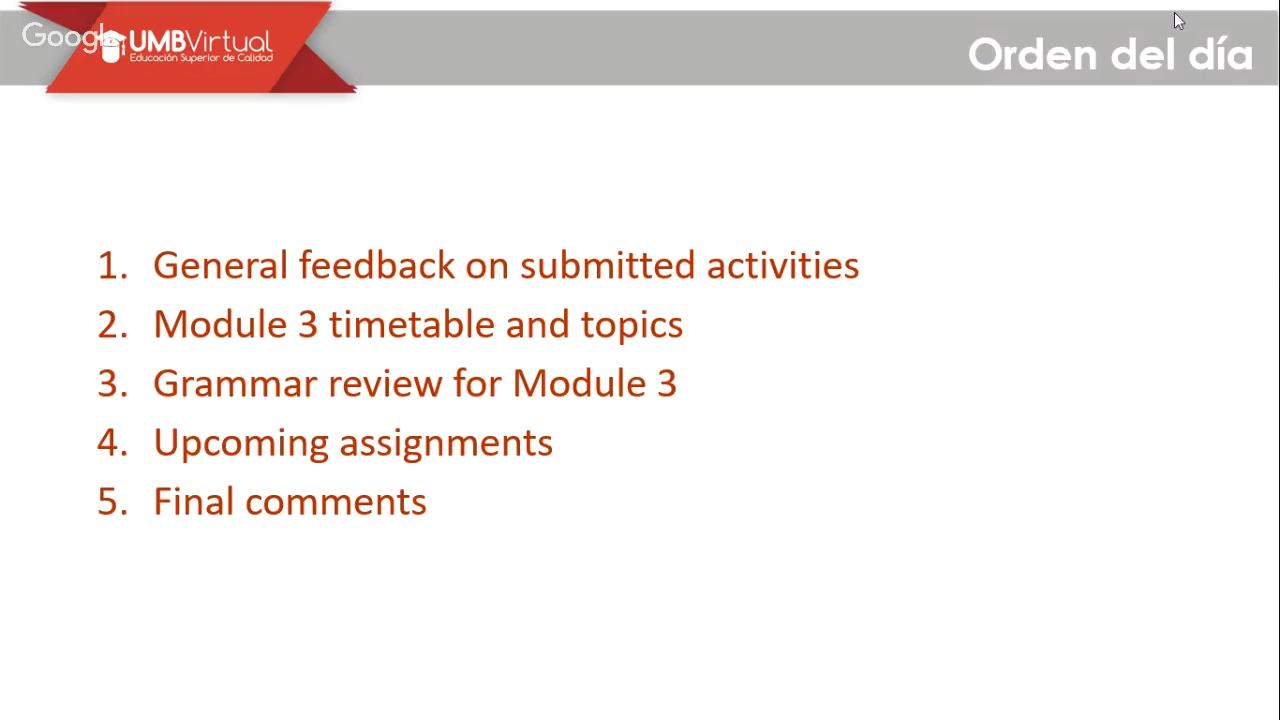 Google
UMBVirtual
Educación Superior de Calidad
Orden del día
1. General feedback on submitted activities
2. Module 3 timetable and topics
3. Grammar review for Module 3
4. Upcoming assignments
5. Final comments